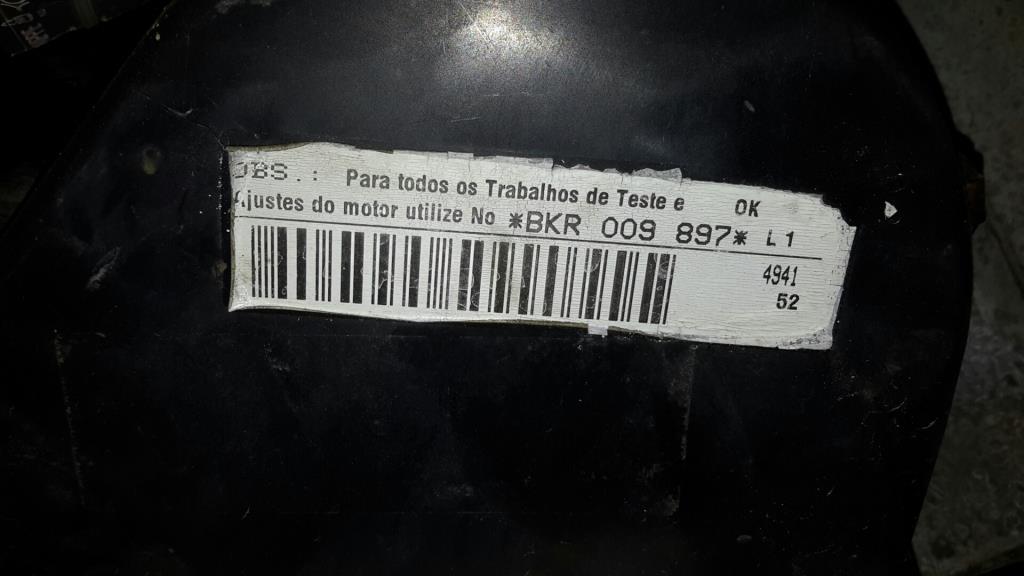 OBS.: Para todos os Trabalhos de Teste e OK
Ajustes do motor utilize No *BKR 009 897* L1
4941
52